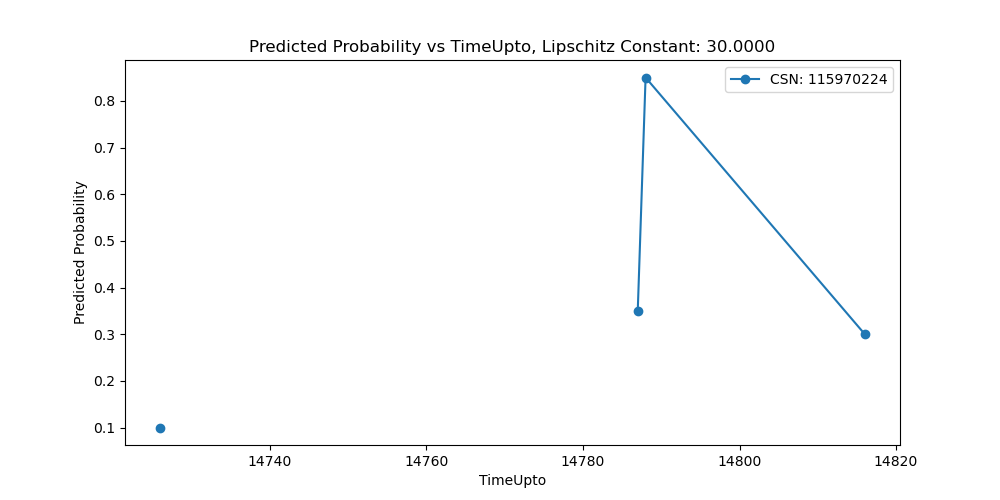 Predicted Probability vs TimeUpto, Lipschitz Constant: 30.0000
CSN: 115970224
Predicted Probability
0.8
0.7
0.6
0.5
0.4
0.3
0.2
0.1
14740 14760 14780 14800 14820
TimeUpto